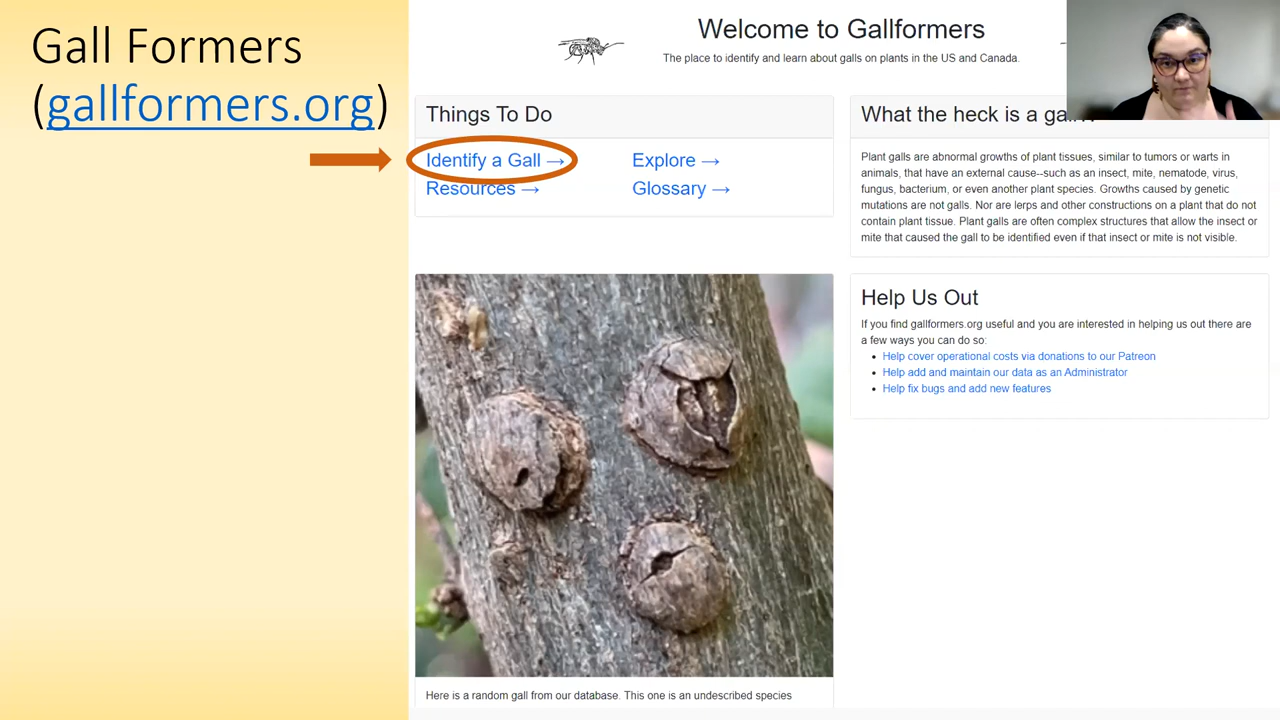 Gall Formers
(gallformers.org)
Welcome to Gallformers
The place to identify and learn about galls on plants in the US and Canada.
Things To Do
Identify a Gall →
Explore →
Resources →
Glossary →
What the heck is a gall?
Plant galls are abnormal growths of plant tissues, similar to tumors or warts in
animals, that have an external cause--such as an insect, mite, nematode, virus,
fungus, bacterium, or even another plant species. Growths caused by genetic
mutations are not galls. Nor are lerps and other constructions on a plant that do not
contain plant tissue. Plant galls are often complex structures that allow the insect or
mite that caused the gall to be identified even if that insect or mite is not visible.
Help Us Out
If you find gallformers.org useful and you are interested in helping us out there are
a few ways you can do so:
• Help cover operational costs via donations to our Patreon
• Help add and maintain our data as an Administrator
• Help fix bugs and add new features
Here is a random gall from our database. This one is an undescribed species